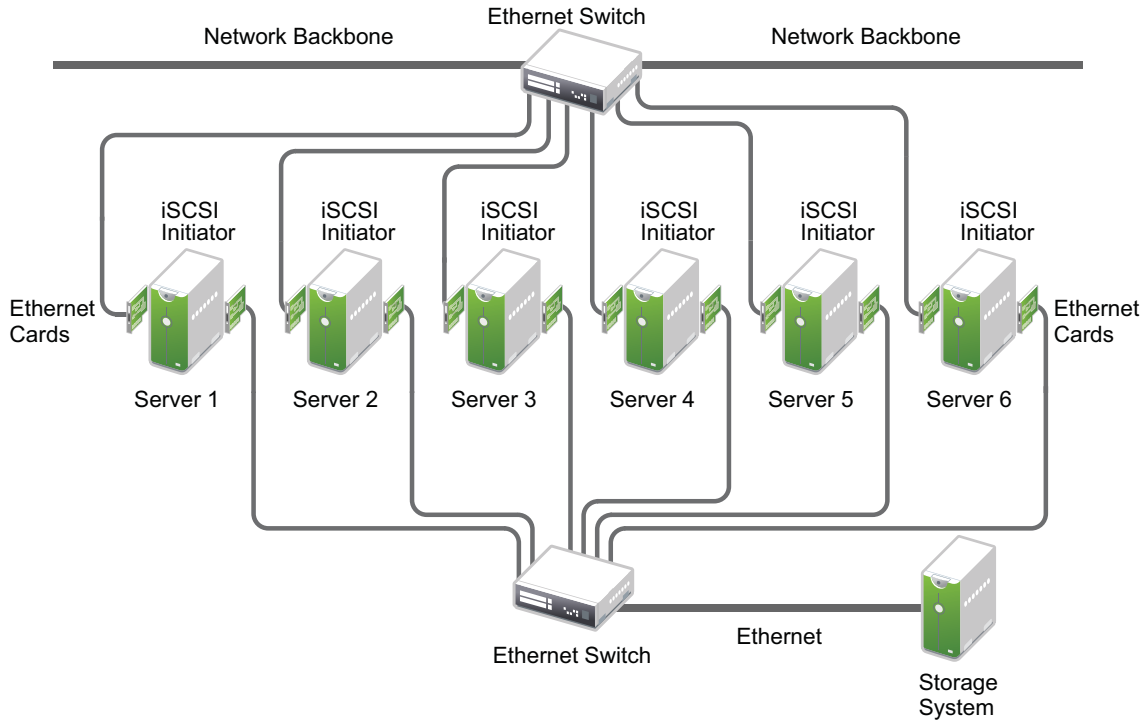 Ethernet Switch
Network Backbone
Network Backbone
iSCSI
Initiator
iSCSI
Initiator
iSCSI
Initiator
iSCSI
Initiator
iSCSI
Initiator
iSCSI
Initiator
Ethernet
Cards
Ethernet
Cards
Server 1
Server 2
Server 3
Server 4
Server 5
Server 6
Ethernet Switch
Ethernet
Storage
System